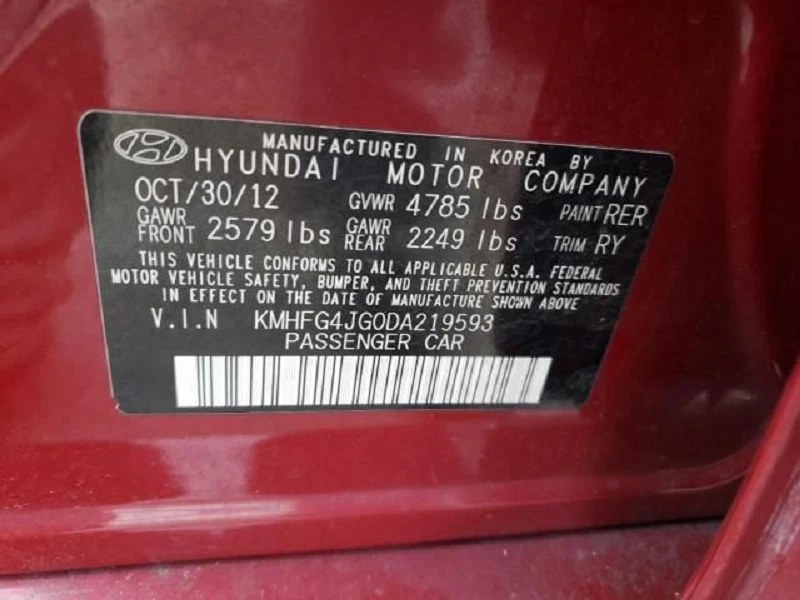 MANUFACTURED IN KOREA BY
HYUNDAI MOTOR COMPANY
OCT/30/12 GVWR 4785 lbs PAINT RER
GAWR FRONT 2579 lbs GAWR REAR 2249 lbs TRIM RY
THIS VEHICLE CONFORMS TO ALL APPLICABLE U.S.A. FEDERAL
MOTOR VEHICLE SAFETY, BUMPER, AND THEFT PREVENTION STANDARDS
IN EFFECT ON THE DATE OF MANUFACTURE SHOWN ABOVE
V.I.N KMHFG4JG0DA219593
PASSENGER CAR